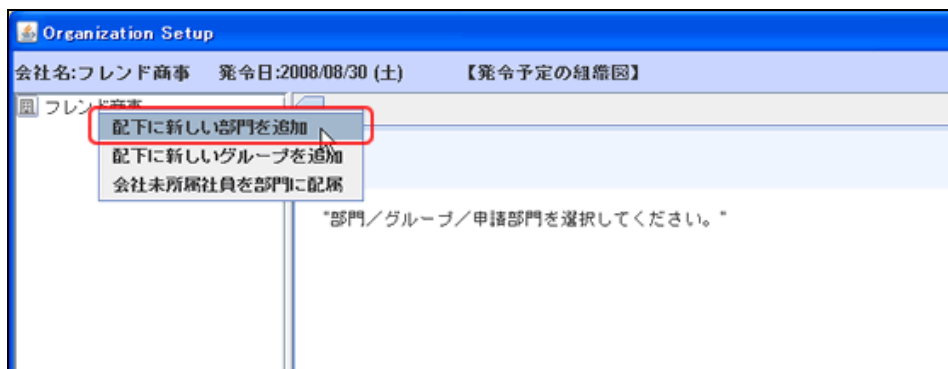 Organization Setup
会社名:フレンド商事 発令日:2008/08/30 (土) 【発令予定の組織図】
フレンド商事
配下に新しい部門を追加
配下に新しいグループを追加
会社未所属社員を部門に配属
"部門／グループ／申請部門を選択してください。"